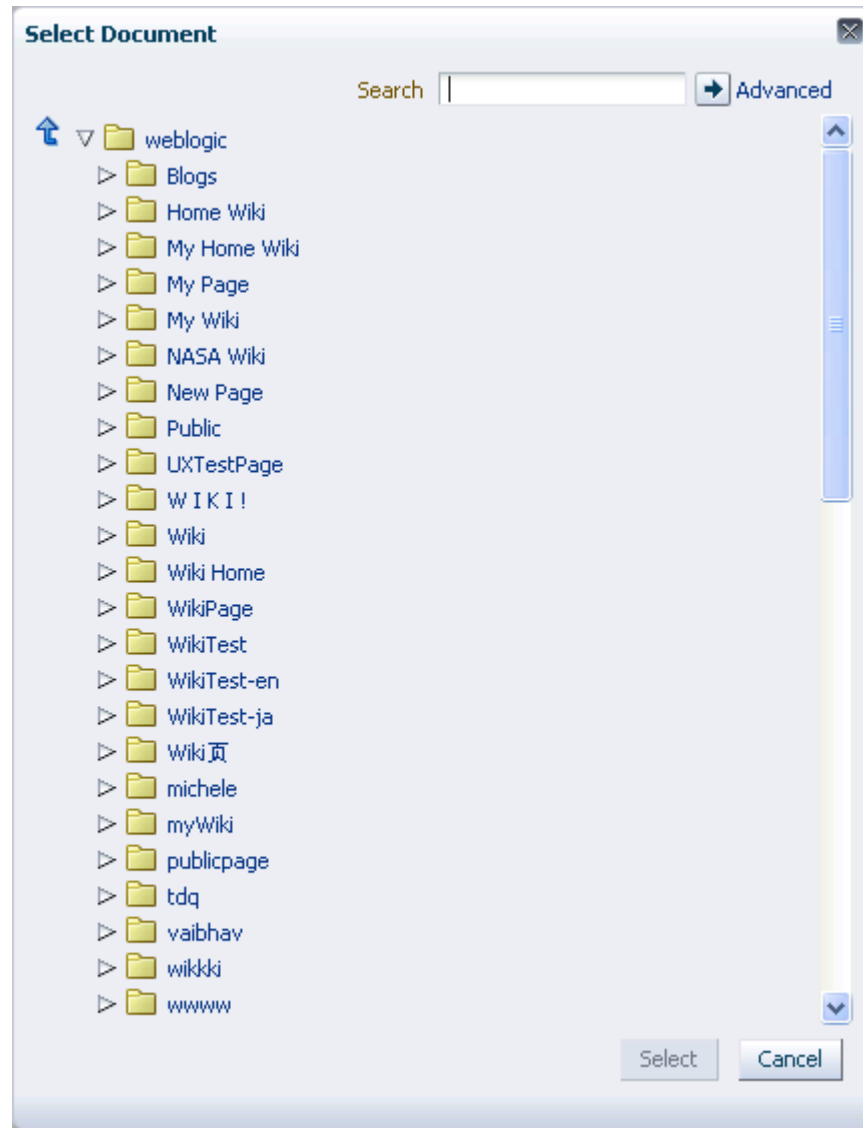 Select Document
Search Advanced
weblogic
Blogs
Home Wiki
My Home Wiki
My Page
My Wiki
NASA Wiki
New Page
Public
UXTestPage
W I K I !
Wiki
Wiki Home
WikiPage
WikiTest
WikiTest-en
WikiTest-ja
Wiki页
michele
myWiki
publicpage
tdq
vaibhav
wikkki
wwww
Select Cancel